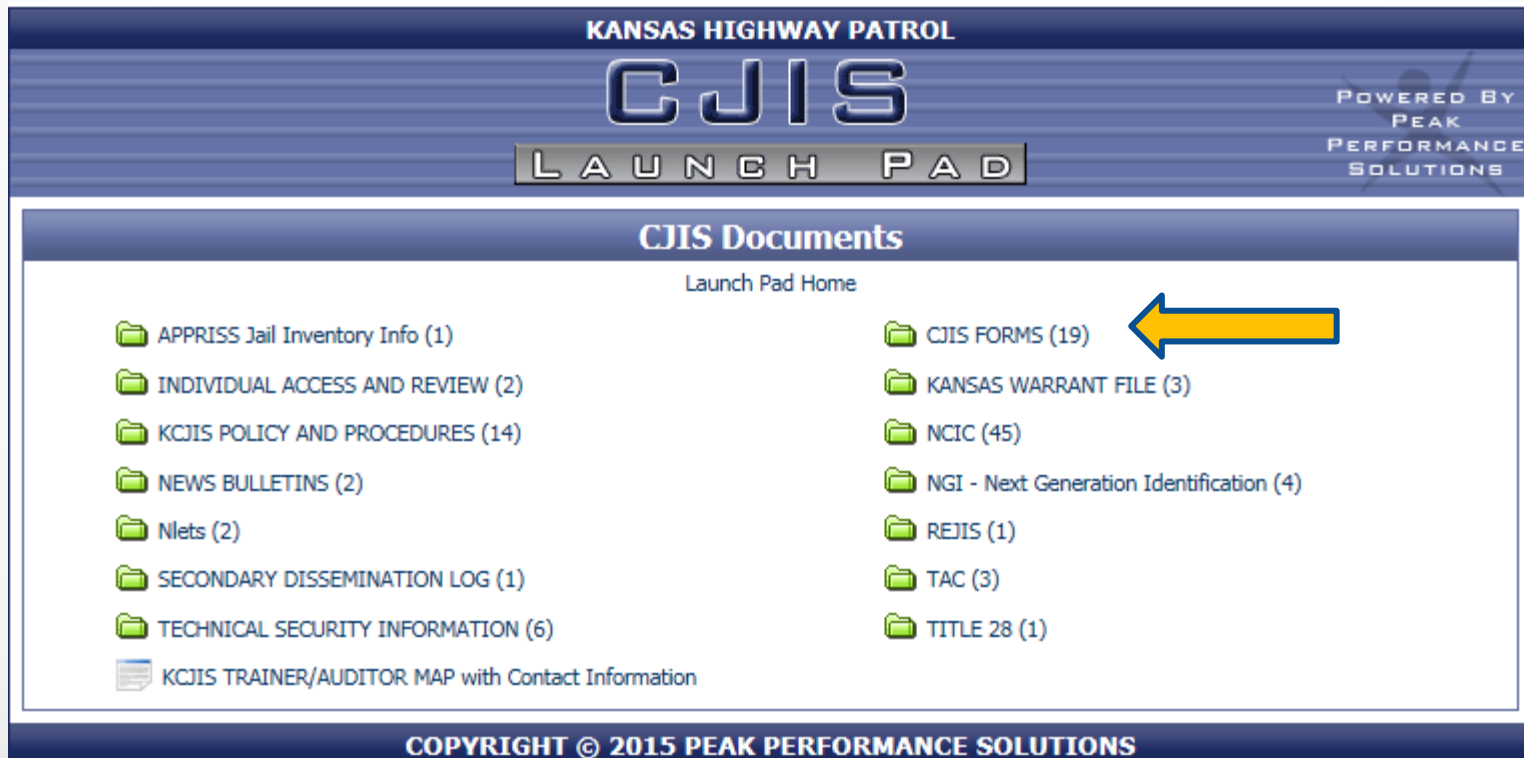 KANSAS HIGHWAY PATROL
CJIS
LAUNCH PAD
POWERED BY
PEAK
PERFORMANCE
SOLUTIONS
CJIS Documents
Launch Pad Home
APPRISS Jail Inventory Info (1)
CJIS FORMS (19)
INDIVIDUAL ACCESS AND REVIEW (2)
KANSAS WARRANT FILE (3)
KCJIS POLICY AND PROCEDURES (14)
NCIC (45)
NEWS BULLETINS (2)
NGI - Next Generation Identification (4)
Nlets (2)
REJIS (1)
SECONDARY DISSEMINATION LOG (1)
TAC (3)
TECHNICAL SECURITY INFORMATION (6)
TITLE 28 (1)
KCJIS TRAINER/AUDITOR MAP with Contact Information
COPYRIGHT © 2015 PEAK PERFORMANCE SOLUTIONS